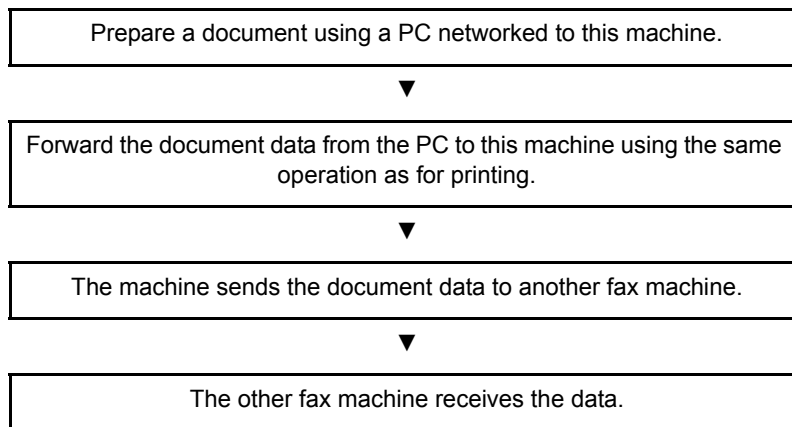 Prepare a document using a PC networked to this machine.
▼
Forward the document data from the PC to this machine using the same
operation as for printing.
▼
The machine sends the document data to another fax machine.
▼
The other fax machine receives the data.